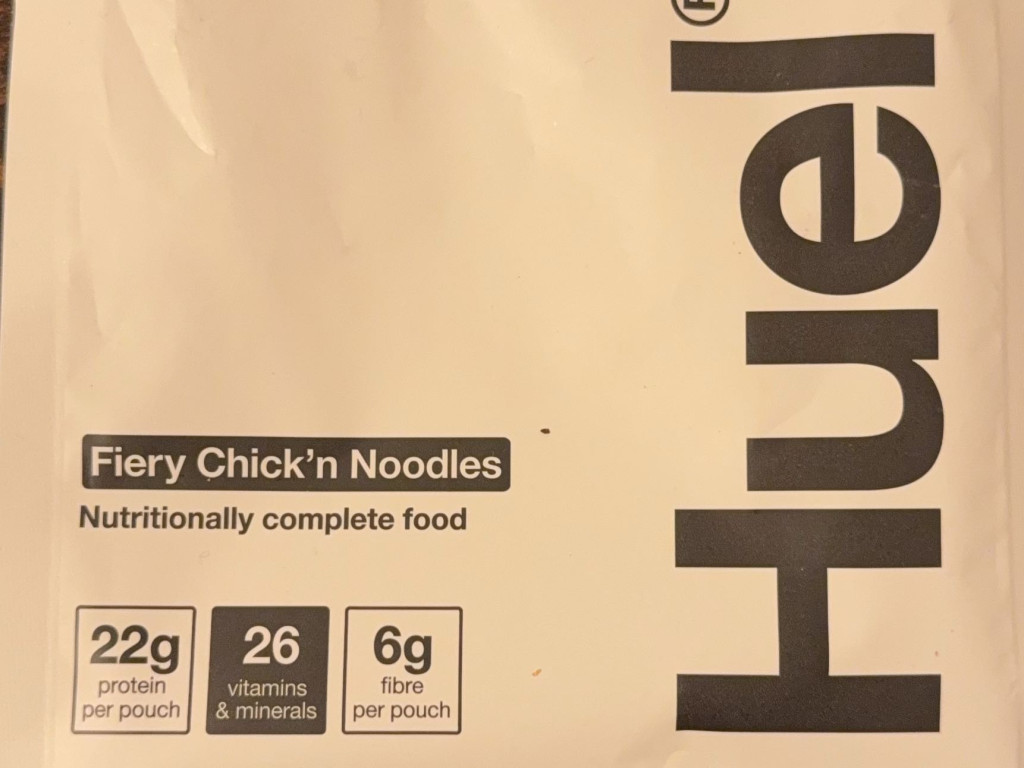 Huel®
Fiery Chick’n Noodles
Nutritionally complete food
22g
protein
per pouch
26
vitamins
& minerals
6g
fibre
per pouch